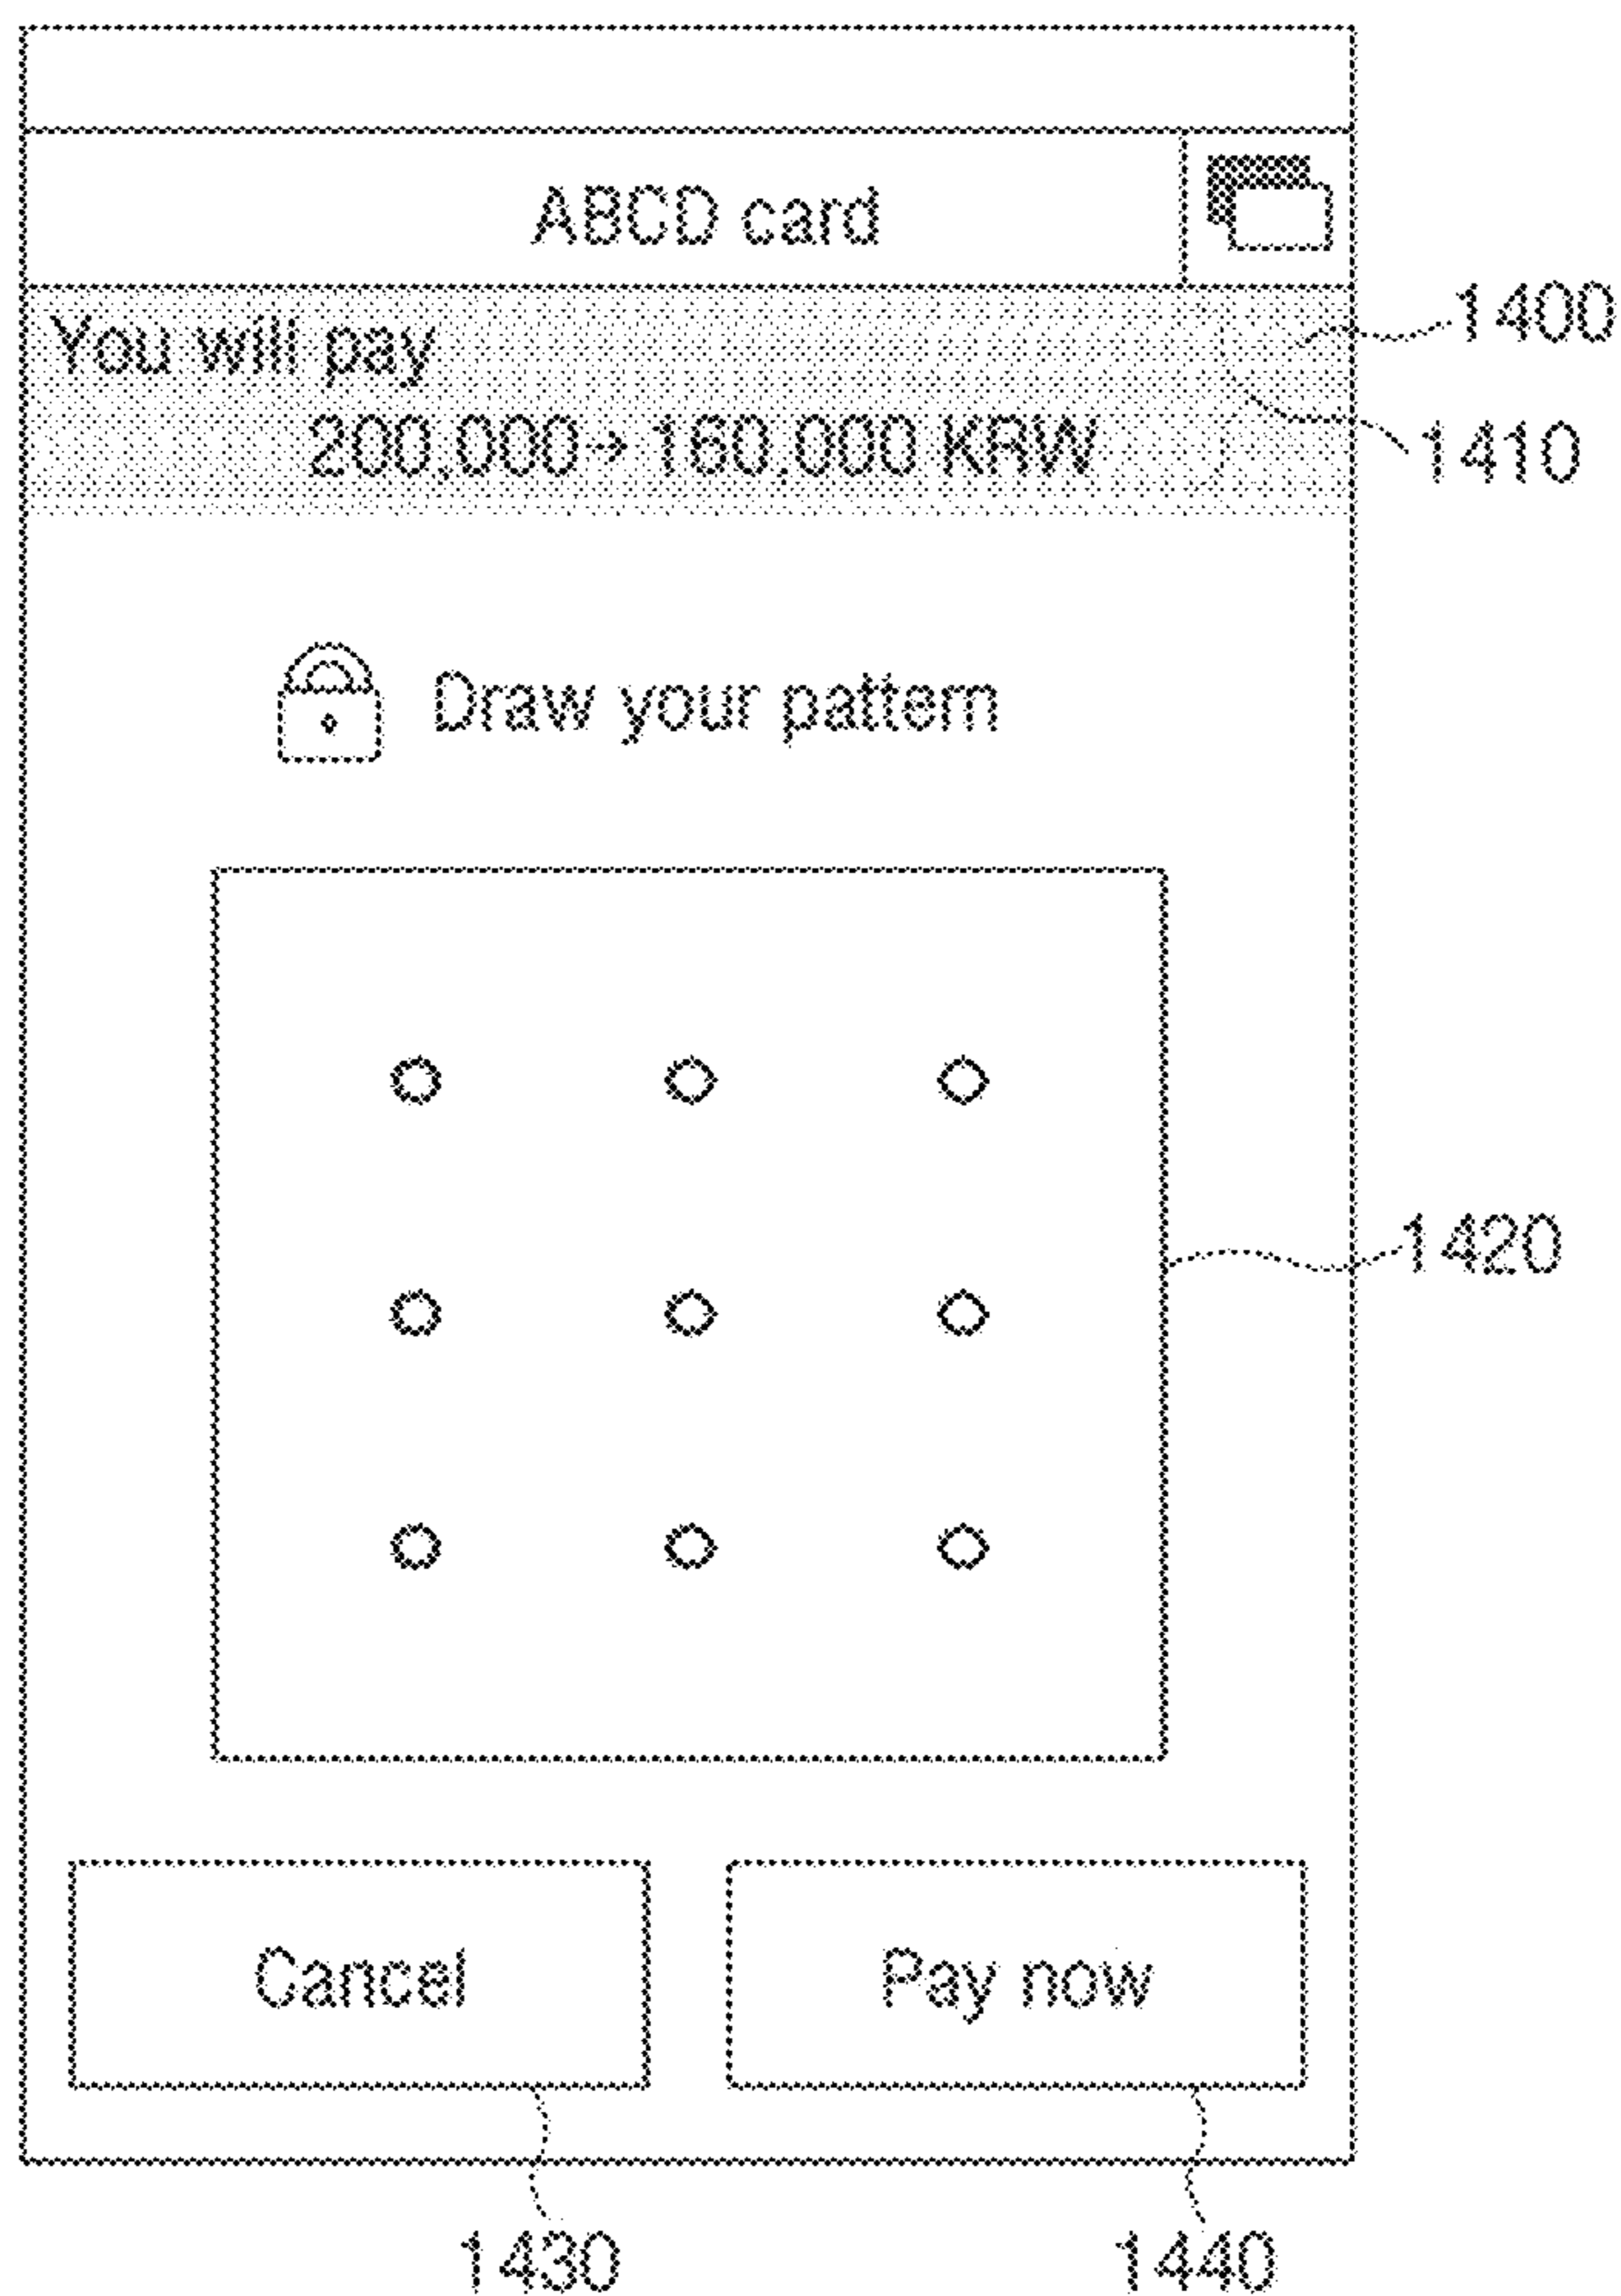 ABCD card
You will pay
1400
200,000→ 160,000 KRW
1410
Draw your pattern
1420
Cancel
Pay now
1430
1440